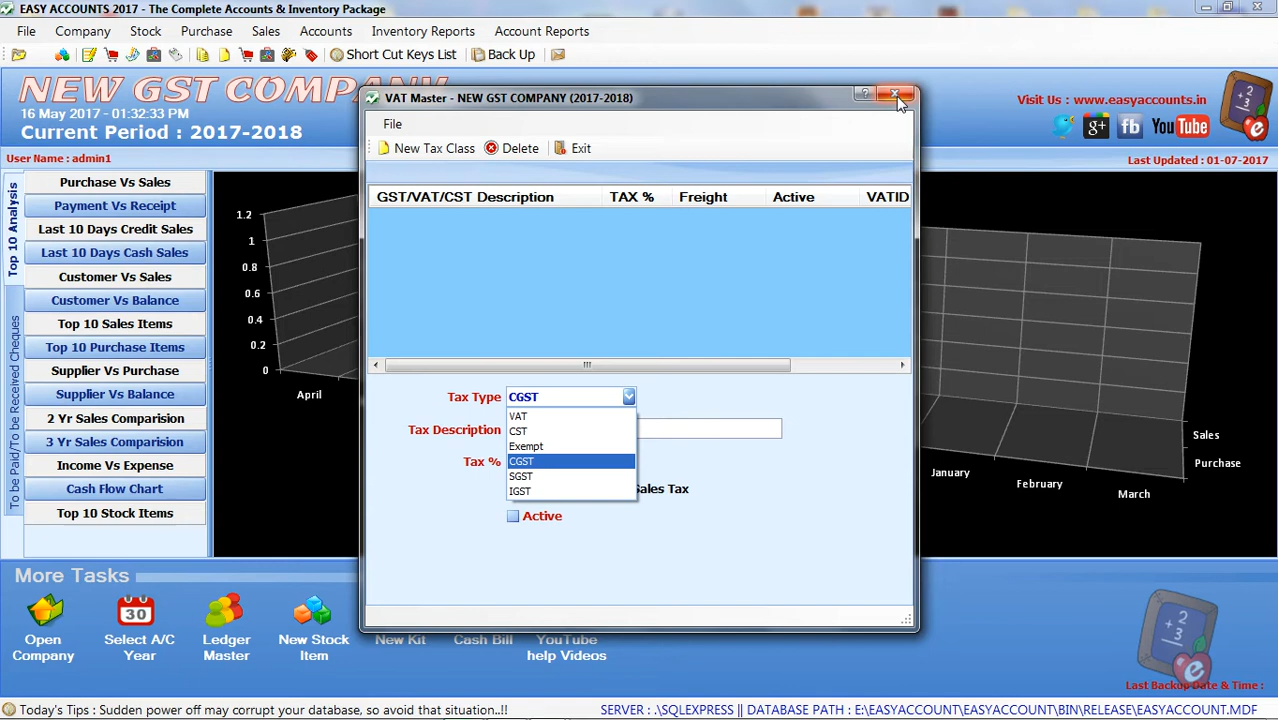 EASY ACCOUNTS 2017 - The Complete Accounts & Inventory Package
File Company Stock Purchase Sales Accounts Inventory Reports Account Reports
Short Cut Keys List Back Up
NEW GST COMPANY
16 May 2017 - 01:32:33 PM
Current Period : 2017-2018
Visit Us : www.easyaccounts.in
g+ fb YouTube
User Name : admin1
Last Updated : 01-07-2017
Top 10 Analysis
To be Paid/To be Received Cheques
Purchase Vs Sales
Payment Vs Receipt
Last 10 Days Credit Sales
Last 10 Days Cash Sales
Customer Vs Sales
Customer Vs Balance
Top 10 Sales Items
Top 10 Purchase Items
Supplier Vs Purchase
Supplier Vs Balance
2 Yr Sales Comparision
3 Yr Sales Comparision
Income Vs Expense
Cash Flow Chart
Top 10 Stock Items
1.2
1
0.8
0.6
0.4
0.2
0
April
January
February
March
Sales
Purchase
VAT Master - NEW GST COMPANY (2017-2018)
File
New Tax Class Delete Exit
GST/VAT/CST Description TAX % Freight Active VATID
Tax Type CGST
VAT
CST
Exempt
CGST
SGST
IGST
Tax Description
Tax %
Sales Tax
Active
More Tasks
30
Open Company
Select A/C Year
Ledger Master
New Stock Item
New Kit
Cash Bill
YouTube help Videos
Last Backup Date & Time :
Today's Tips : Sudden power off may corrupt your database, so avoid that situation..!!
SERVER : .\SQLEXPRESS || DATABASE PATH : E:\EASYACCOUNT\EASYACCOUNT\BIN\RELEASE\EASYACCOUNT.MDF